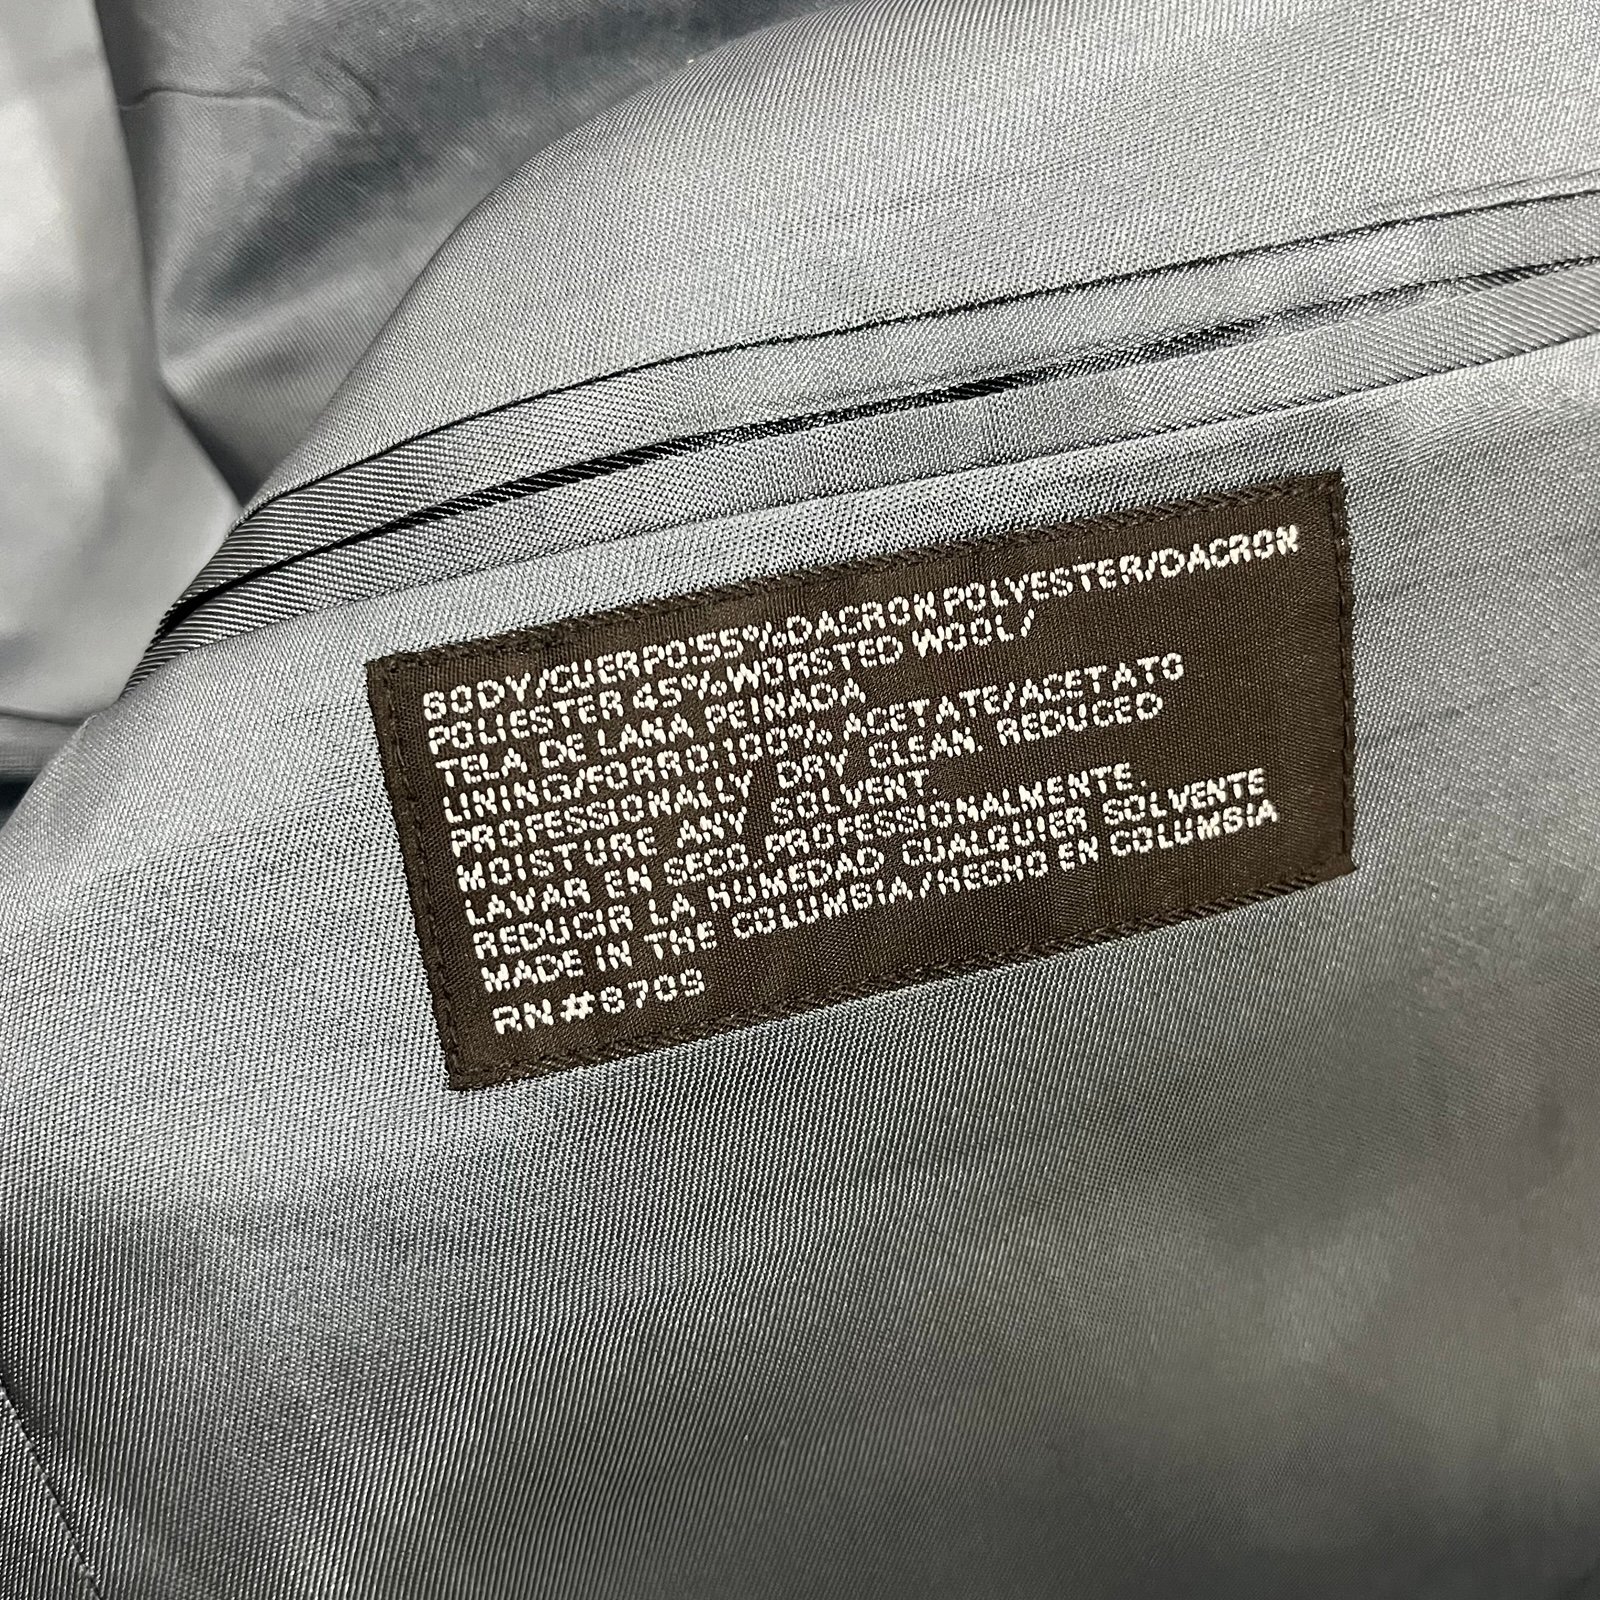 BODY/CUERPO:55%DACRON POLYESTER/DACRON
POLIESTER 45%WORSTED WOOL/
TELA DE LANA PEINADA
LINING/FORRO:100% ACETATE/ACETATO
PROFESSIONALLY DRY CLEAN. REDUCED
MOISTURE ANY SOLVENT.
LAVAR EN SECO PROFESSIONALMENTE.
REDUCIR LA HUMEDAD CUALQUIER SOLVENTE
MADE IN THE COLUMBIA/HECHO EN COLUMBIA
RN#6709